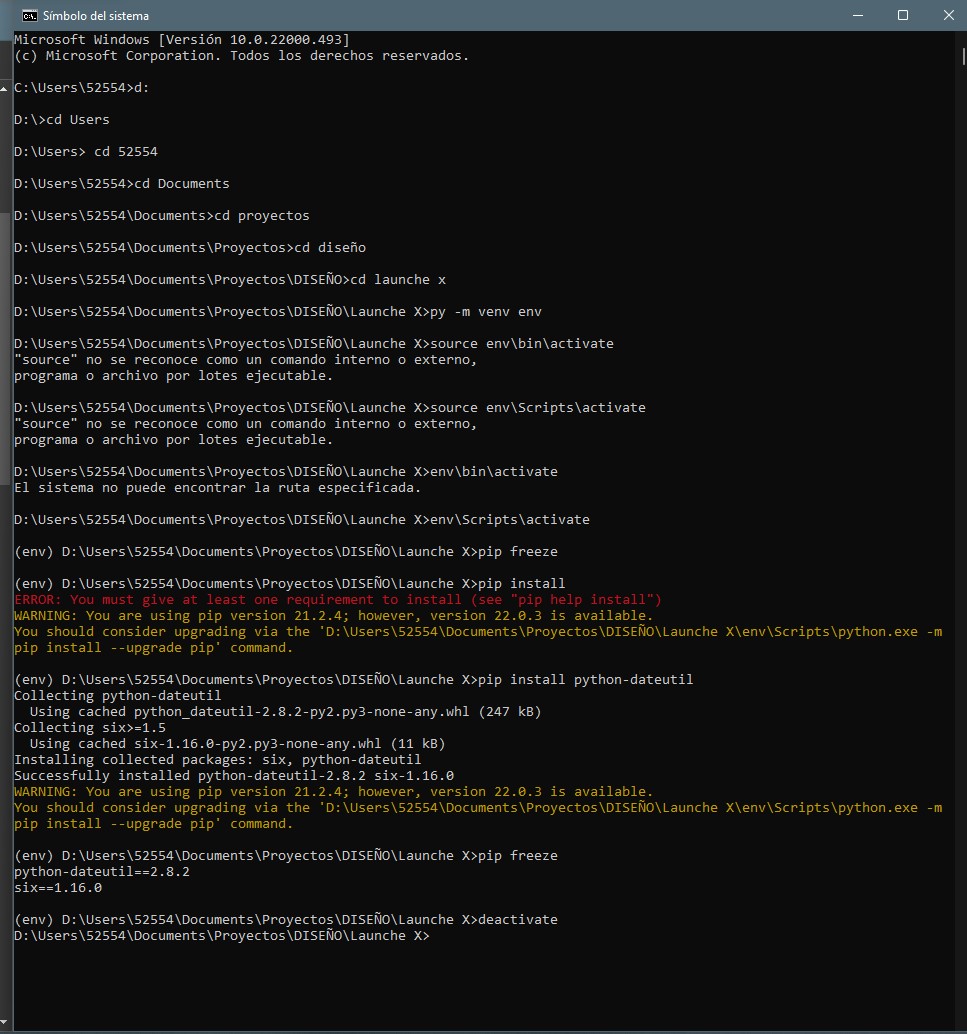 Símbolo del sistema
Microsoft Windows [Versión 10.0.22000.493]
(c) Microsoft Corporation. Todos los derechos reservados.
C:\Users\52554>d:
D:\>cd Users
D:\Users> cd 52554
D:\Users\52554>cd Documents
D:\Users\52554\Documents>cd proyectos
D:\Users\52554\Documents\Proyectos>cd diseño
D:\Users\52554\Documents\Proyectos\DISEÑO>cd launche x
D:\Users\52554\Documents\Proyectos\DISEÑO\Launche X>py -m venv env
D:\Users\52554\Documents\Proyectos\DISEÑO\Launche X>source env\bin\activate
"source" no se reconoce como un comando interno o externo,
programa o archivo por lotes ejecutable.
D:\Users\52554\Documents\Proyectos\DISEÑO\Launche X>source env\Scripts\activate
"source" no se reconoce como un comando interno o externo,
programa o archivo por lotes ejecutable.
D:\Users\52554\Documents\Proyectos\DISEÑO\Launche X>env\bin\activate
El sistema no puede encontrar la ruta especificada.
D:\Users\52554\Documents\Proyectos\DISEÑO\Launche X>env\Scripts\activate
(env) D:\Users\52554\Documents\Proyectos\DISEÑO\Launche X>pip freeze
(env) D:\Users\52554\Documents\Proyectos\DISEÑO\Launche X>pip install
ERROR: You must give at least one requirement to install (see "pip help install")
WARNING: You are using pip version 21.2.4; however, version 22.0.3 is available.
You should consider upgrading via the 'D:\Users\52554\Documents\Proyectos\DISEÑO\Launche X\env\Scripts\python.exe -m
pip install --upgrade pip' command.
(env) D:\Users\52554\Documents\Proyectos\DISEÑO\Launche X>pip install python-dateutil
Collecting python-dateutil
  Using cached python_dateutil-2.8.2-py2.py3-none-any.whl (247 kB)
Collecting six>=1.5
  Using cached six-1.16.0-py2.py3-none-any.whl (11 kB)
Installing collected packages: six, python-dateutil
Successfully installed python-dateutil-2.8.2 six-1.16.0
WARNING: You are using pip version 21.2.4; however, version 22.0.3 is available.
You should consider upgrading via the 'D:\Users\52554\Documents\Proyectos\DISEÑO\Launche X\env\Scripts\python.exe -m
pip install --upgrade pip' command.
(env) D:\Users\52554\Documents\Proyectos\DISEÑO\Launche X>pip freeze
python-dateutil==2.8.2
six==1.16.0
(env) D:\Users\52554\Documents\Proyectos\DISEÑO\Launche X>deactivate
D:\Users\52554\Documents\Proyectos\DISEÑO\Launche X>